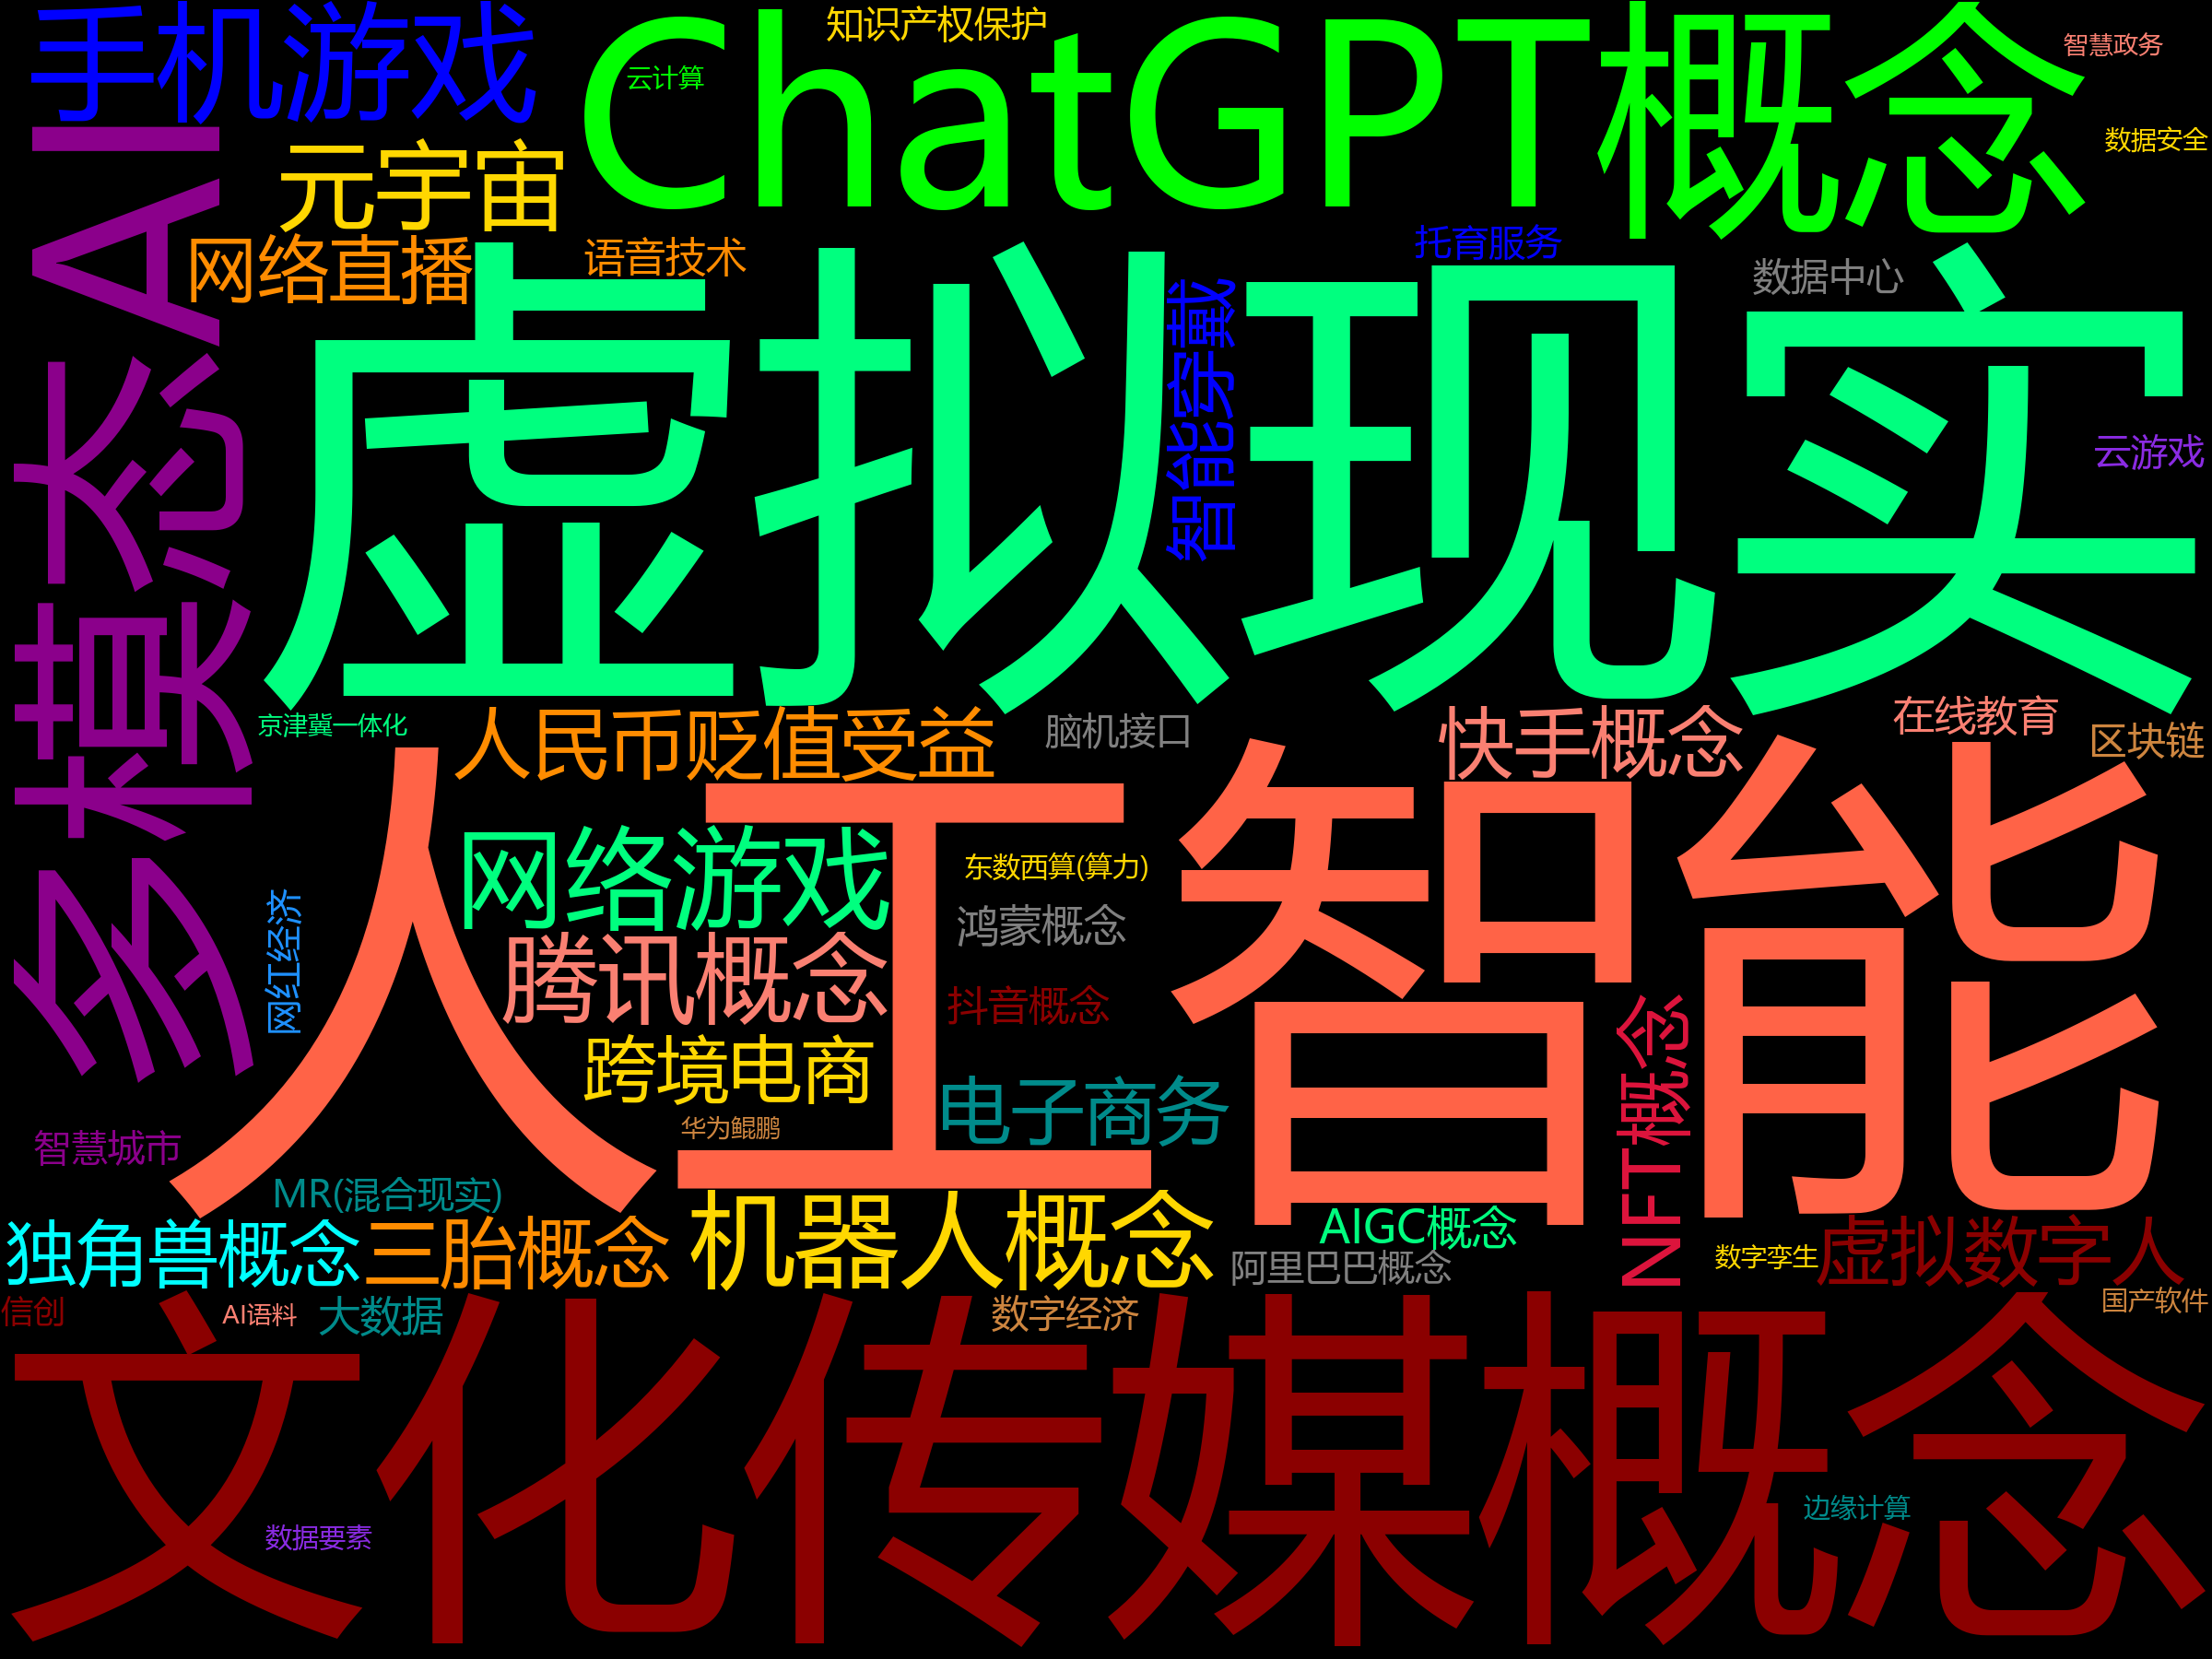 手机游戏
ChatGPT概念
知识产权保护
云计算
智慧政务
数据安全
元宇宙
网络直播
语音技术
托育服务
数据中心
多模态AI
虚拟现实
智能穿戴
云游戏
京津冀一体化
人民币贬值受益
脑机接口
快手概念
在线教育
区块链
人工智能
网络游戏
东数西算(算力)
鸿蒙概念
网红经济
腾讯概念
抖音概念
跨境电商
电子商务
NFT概念
华为鲲鹏
智慧城市
MR(混合现实)
独角兽概念
三胎概念
机器人概念
AIGC概念
阿里巴巴概念
数字孪生
虚拟数字人
信创
AI语料
大数据
数字经济
国产软件
文化传媒概念
数据要素
边缘计算